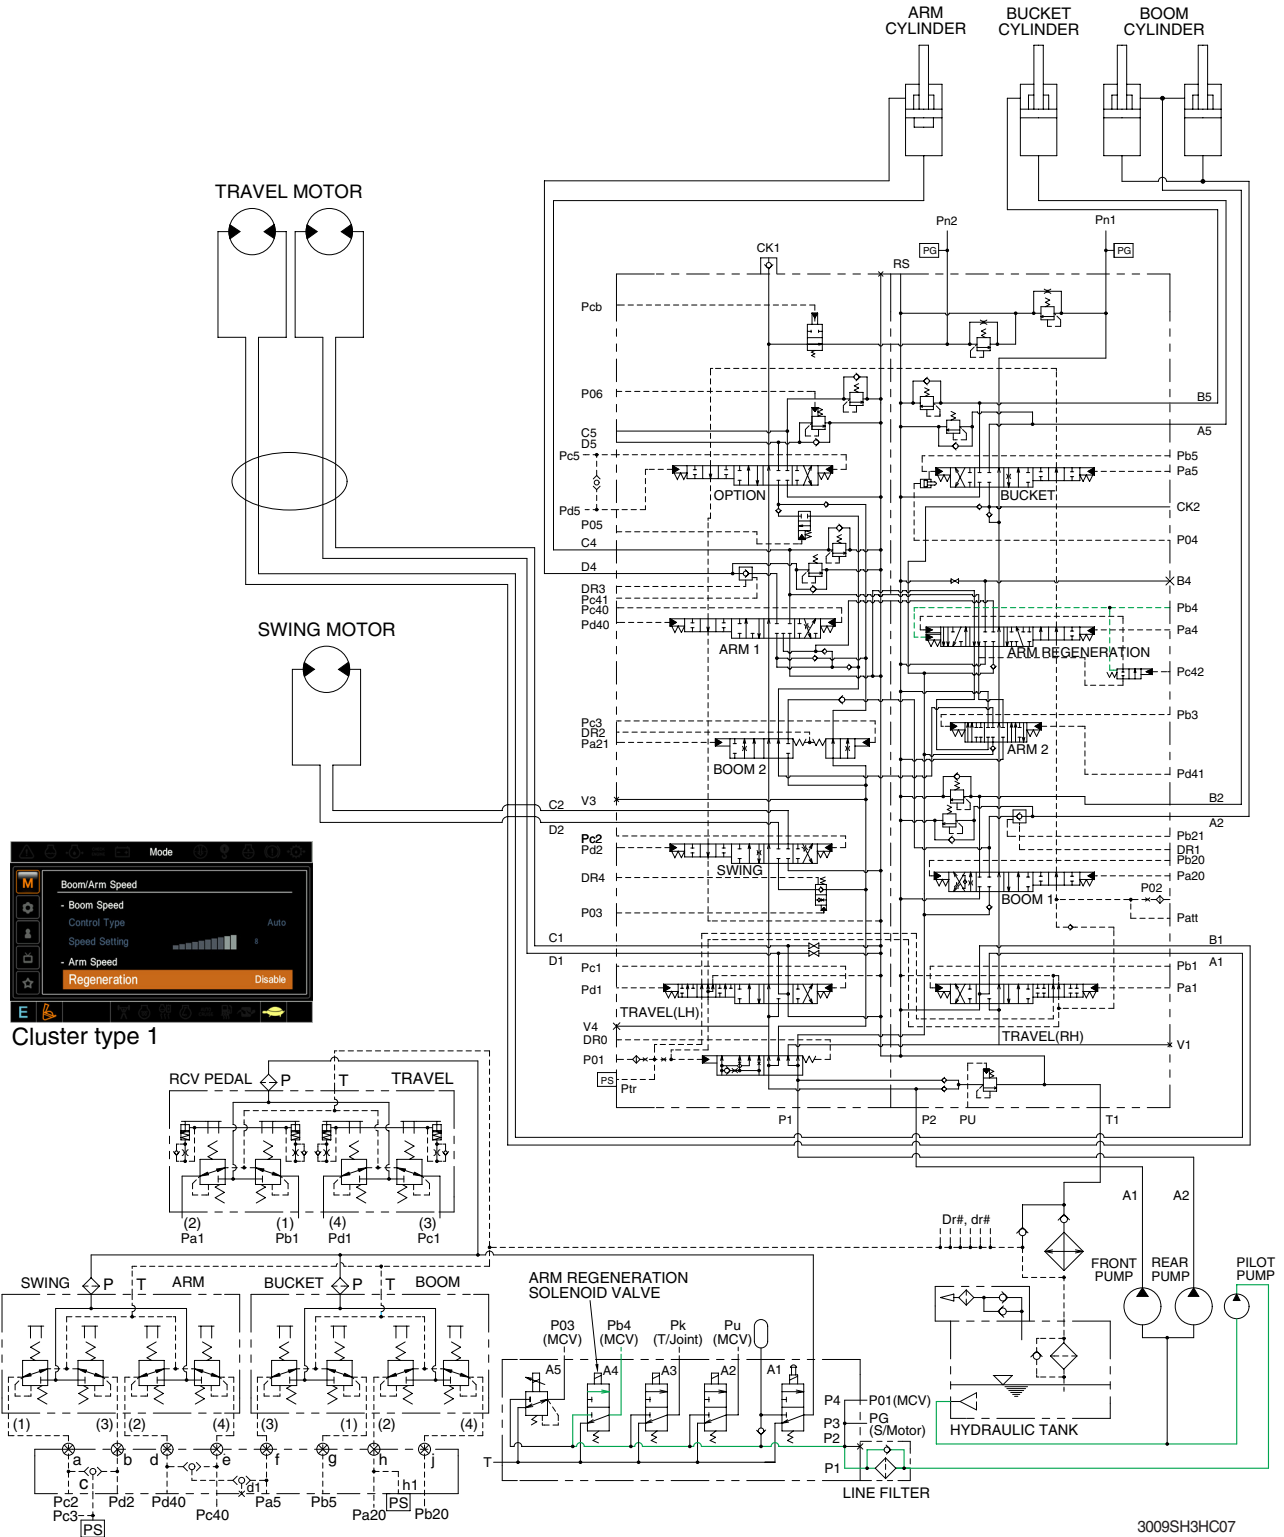 ARM
CYLINDER
BUCKET
CYLINDER
BOOM
CYLINDER
TRAVEL MOTOR
Pn2
Pn1
CK1
PG
PG
RS
Pcb
P06
B5
C5
D5
A5
Pc5
Pb5
Pa5
OPTION
BUCKET
Pd5
CK2
P05
C4
P04
D4
B4
DR3
Pc41
Pc40
Pb4
Pd40
Pa4
SWING MOTOR
ARM 1
ARM REGENERATION
Pc42
Pc3
Pb3
DR2
Pa21
ARM 2
BOOM 2
Pd41
C2
V3
B2
D2
A2
Pc2
Pb21
Pd2
DR1
Pb20
SWING
Pa20
DR4
BOOM 1
P02
P03
Patt
C1
B1
D1
A1
Pc1
Pb1
Pd1
Pa1
TRAVEL(LH)
V4
TRAVEL(RH)
DR0
V1
P01
PS
Ptr
P1
P2
PU
T1
Mode
M
Boom/Arm Speed
- Boom Speed
Control Type
Auto
Speed Setting
8
- Arm Speed
Regeneration
Disable
E
Cluster type 1
RCV PEDAL
P
T
TRAVEL
(2)
(1)
(4)
(3)
Pa1
Pb1
Pd1
Pc1
A1
A2
Dr#, dr#
FRONT
PUMP
REAR
PUMP
PILOT
PUMP
SWING
P
T
ARM
BUCKET
P
T
BOOM
ARM REGENERATION
SOLENOID VALVE
P03
(MCV)
Pb4
(MCV)
Pk
(T/Joint)
Pu
(MCV)
A5
A4
A3
A2
A1
P4
P01(MCV)
P3
PG
(S/Motor)
P2
P1
T
HYDRAULIC TANK
LINE FILTER
(1)
(3)
(2)
(4)
(3)
(1)
(2)
(4)
a
b
d
e
f
g
h
j
c
d1
h1
Pc2
Pd2
Pd40
Pc40
Pa5
Pb5
Pa20
PS
Pb20
Pc3
PS
3009SH3HC07